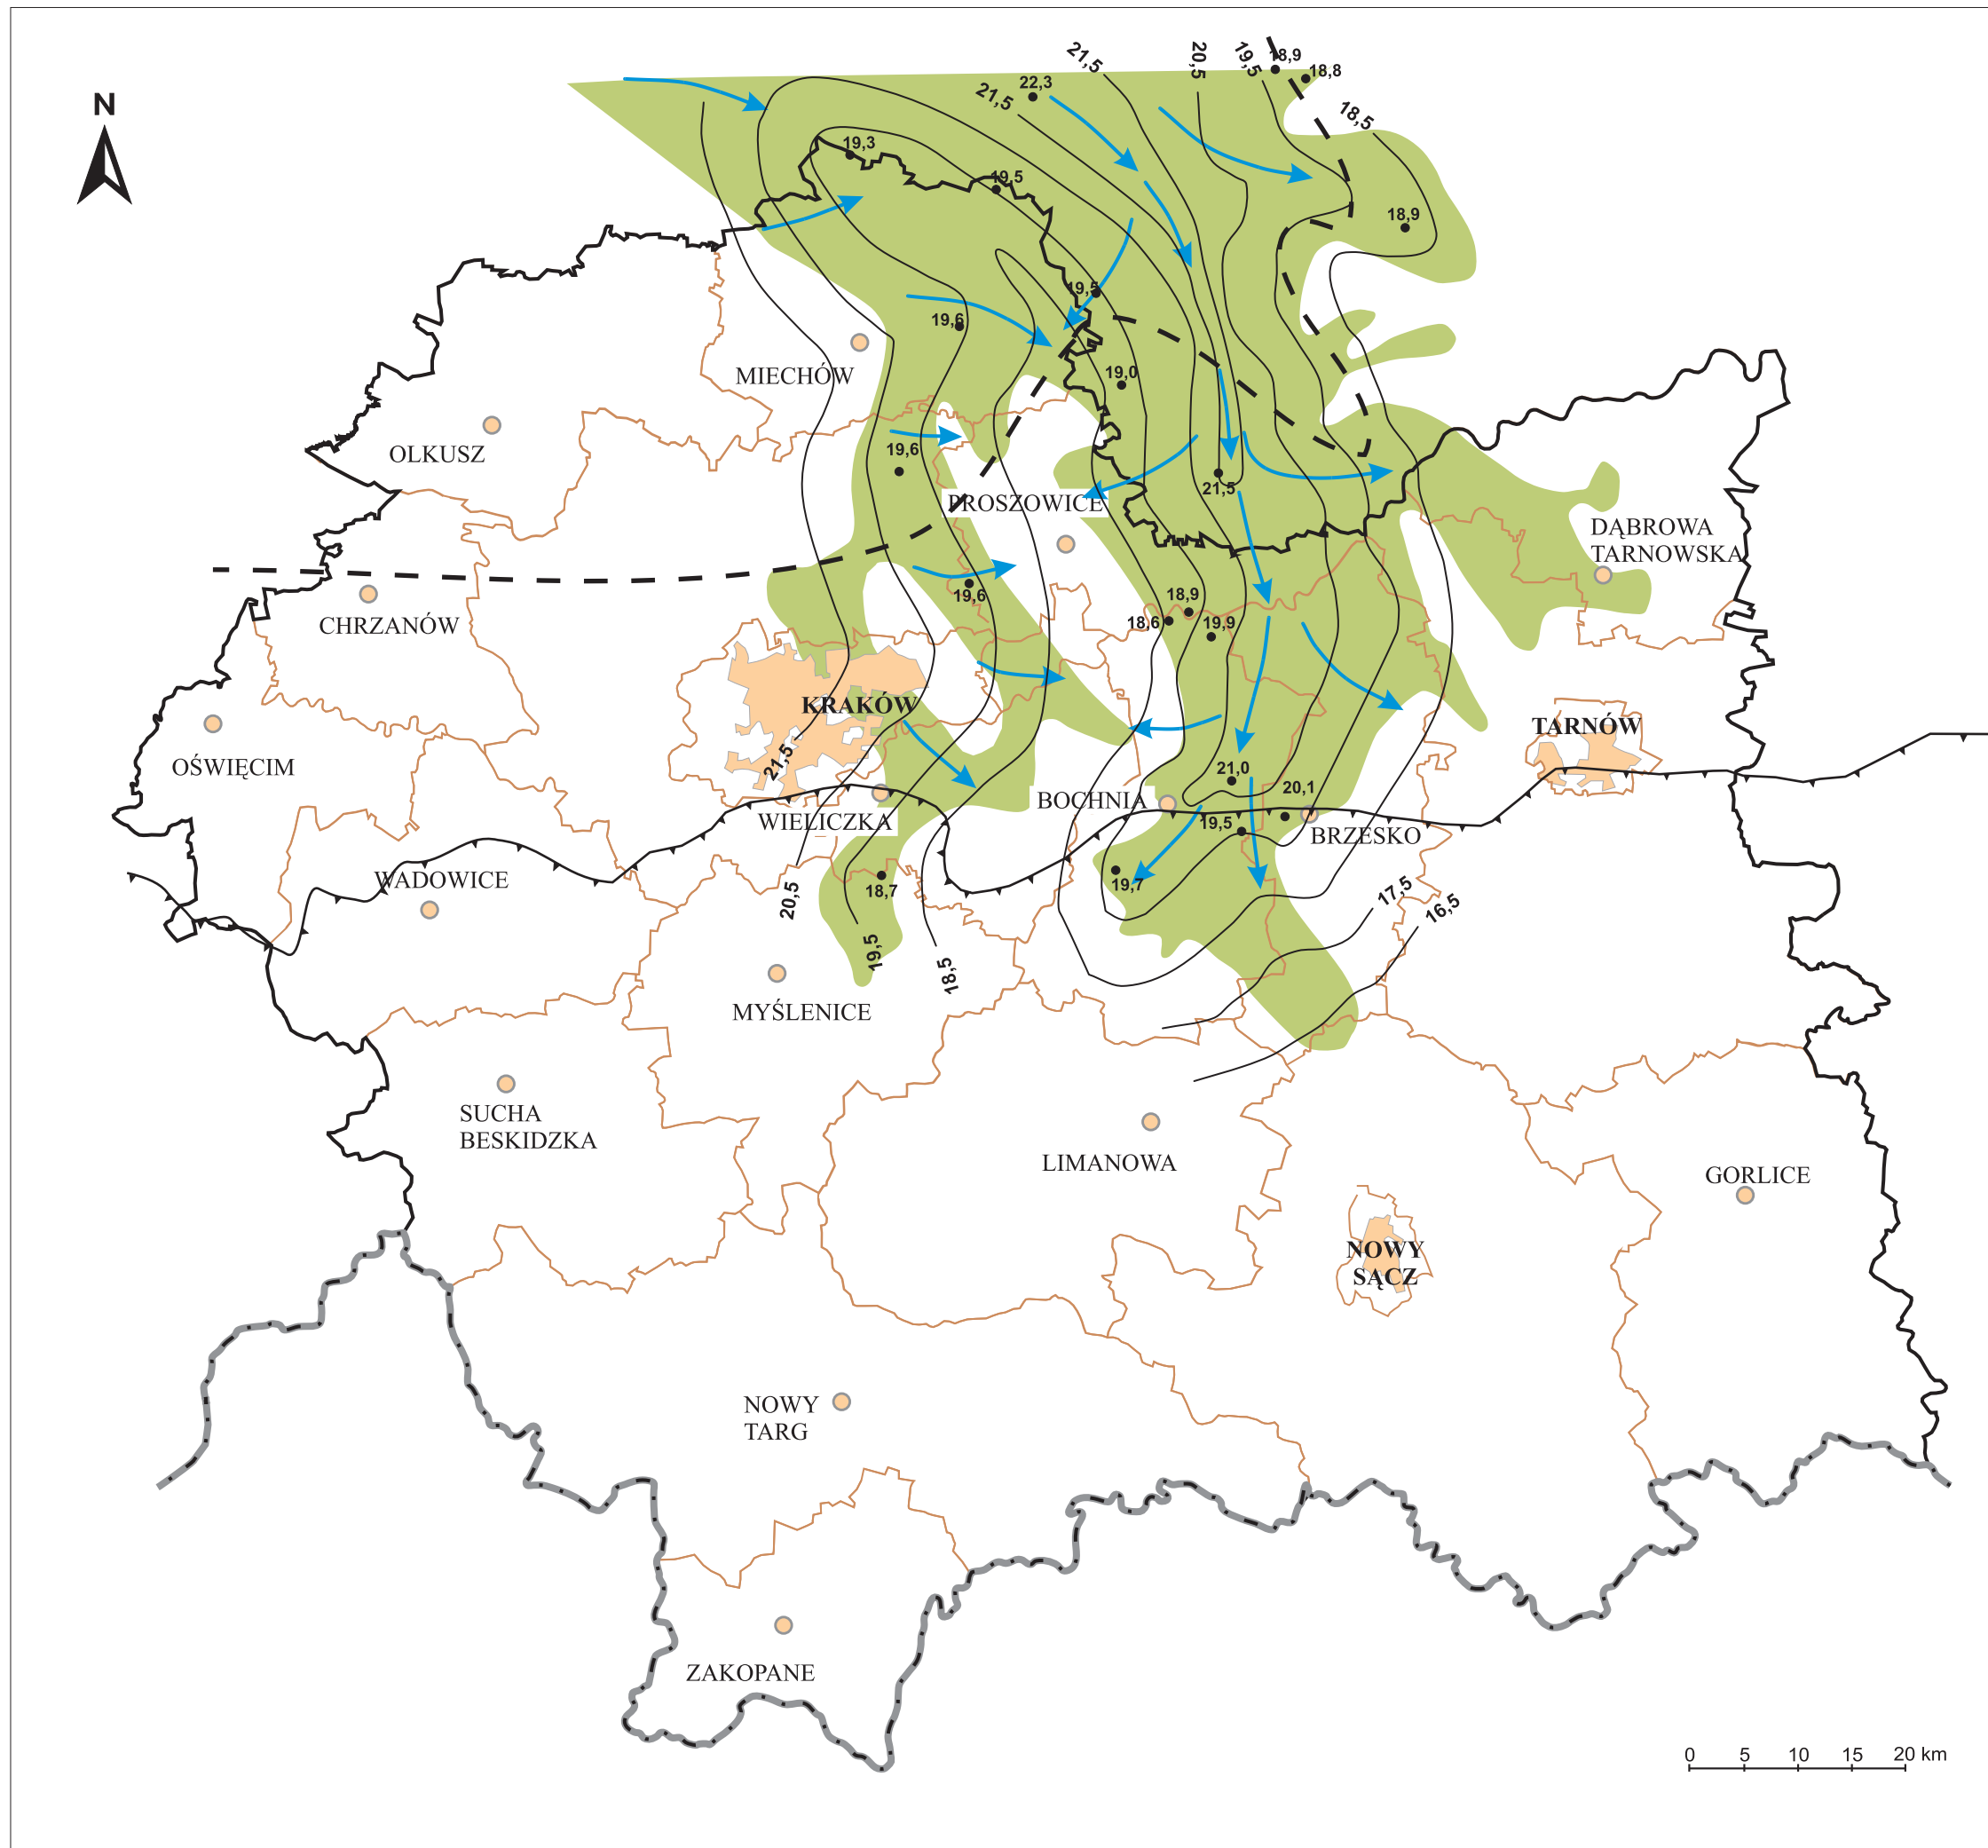 N
21,5
20,5
19,5
18,9
18,8
22,3
21,5
18,5
19,3
19,5
18,9
19,5
19,6
MIECHÓW
19,0
OLKUSZ
19,6
21,5
PROSZOWICE
DĄBROWA
TARNOWSKA
19,6
18,9
18,6
19,9
CHRZANÓW
KRAKÓW
TARNÓW
21,5
OŚWIĘCIM
21,0
20,1
BOCHNIA
WIELICZKA
19,5
BRZESKO
WADOWICE
18,7
19,7
20,5
17,5
16,5
19,5
18,5
MYŚLENICE
SUCHA
BESKIDZKA
LIMANOWA
GORLICE
NOWY
SĄCZ
NOWY
TARG
ZAKOPANE
0 5 10 15 20 km